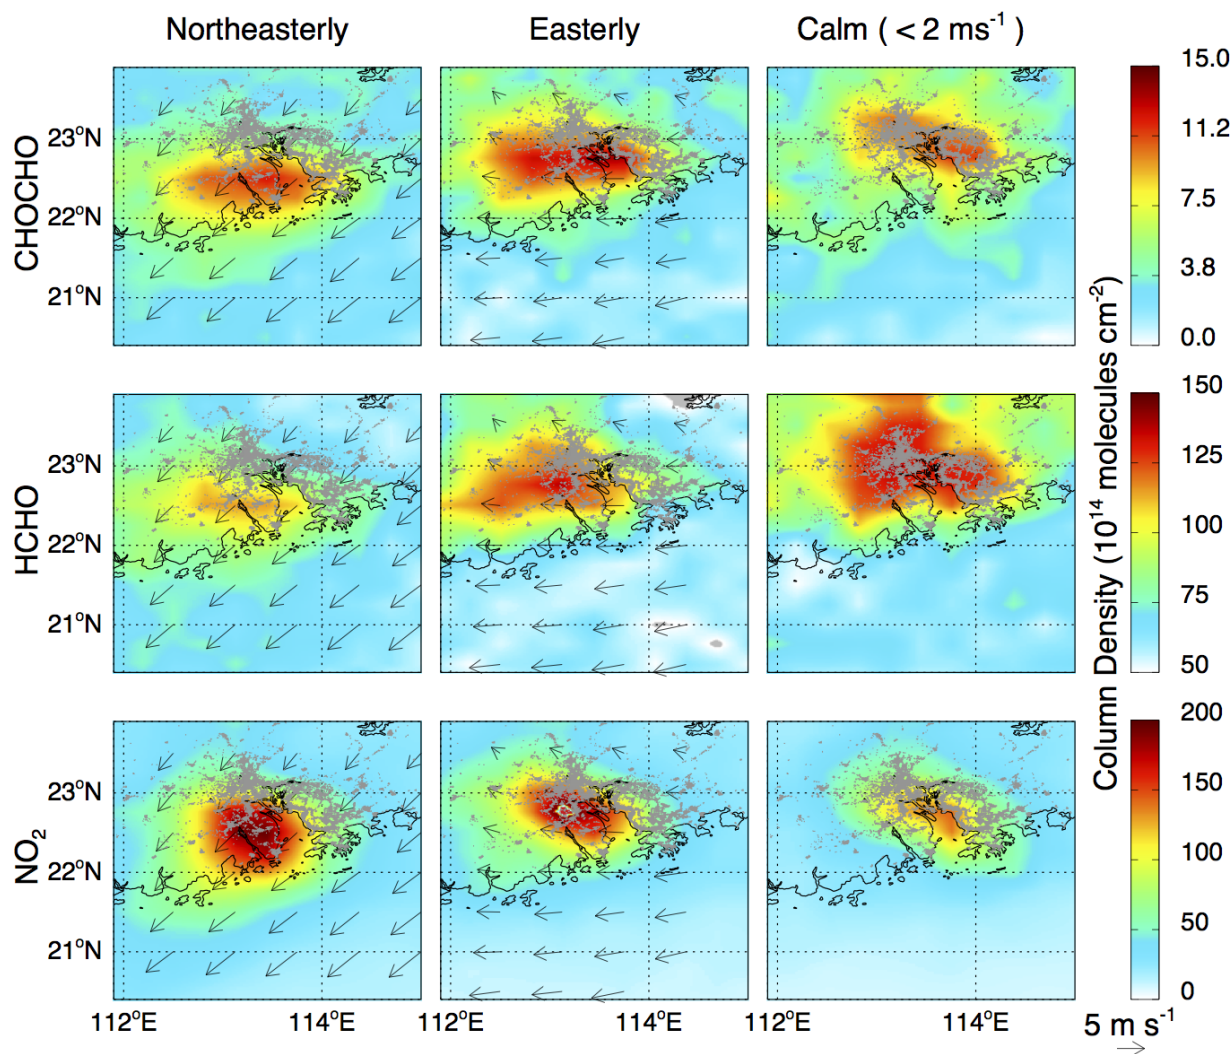 Northeasterly Easterly Calm ( < 2 ms⁻¹ )
CHOCHO
23°N
22°N
21°N
15.0
11.2
7.5
3.8
0.0
HCHO
23°N
22°N
21°N
150
125
100
75
50
NO₂
23°N
22°N
21°N
200
150
100
50
0
Column Density (10¹⁴ molecules cm⁻²)
112°E 114°E 112°E 114°E 112°E 114°E
5 m s⁻¹